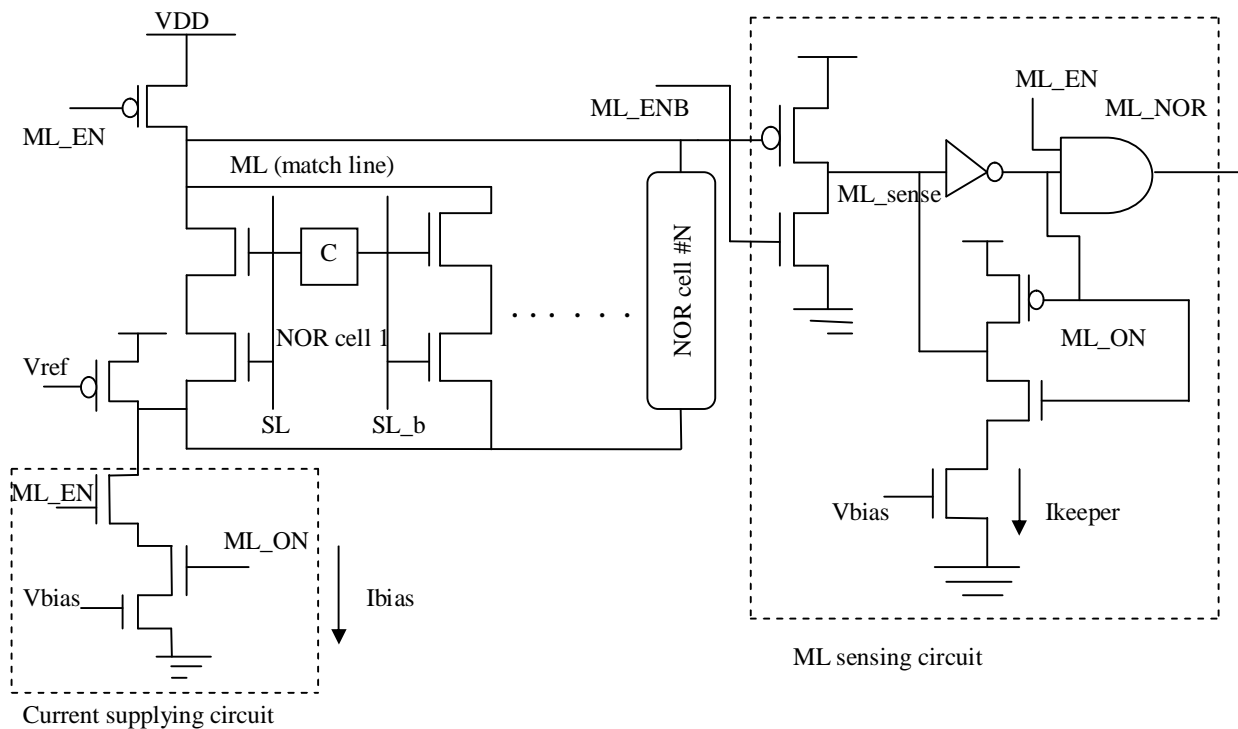 VDD
ML_EN
ML_ENB
ML_EN
ML_NOR
ML (match line)
ML_sense
C
NOR cell #N
. . . . . .
NOR cell 1
ML_ON
Vref
SL
SL_b
ML_EN
ML_ON
Vbias
Ikeeper
Vbias
Ibias
ML sensing circuit
Current supplying circuit